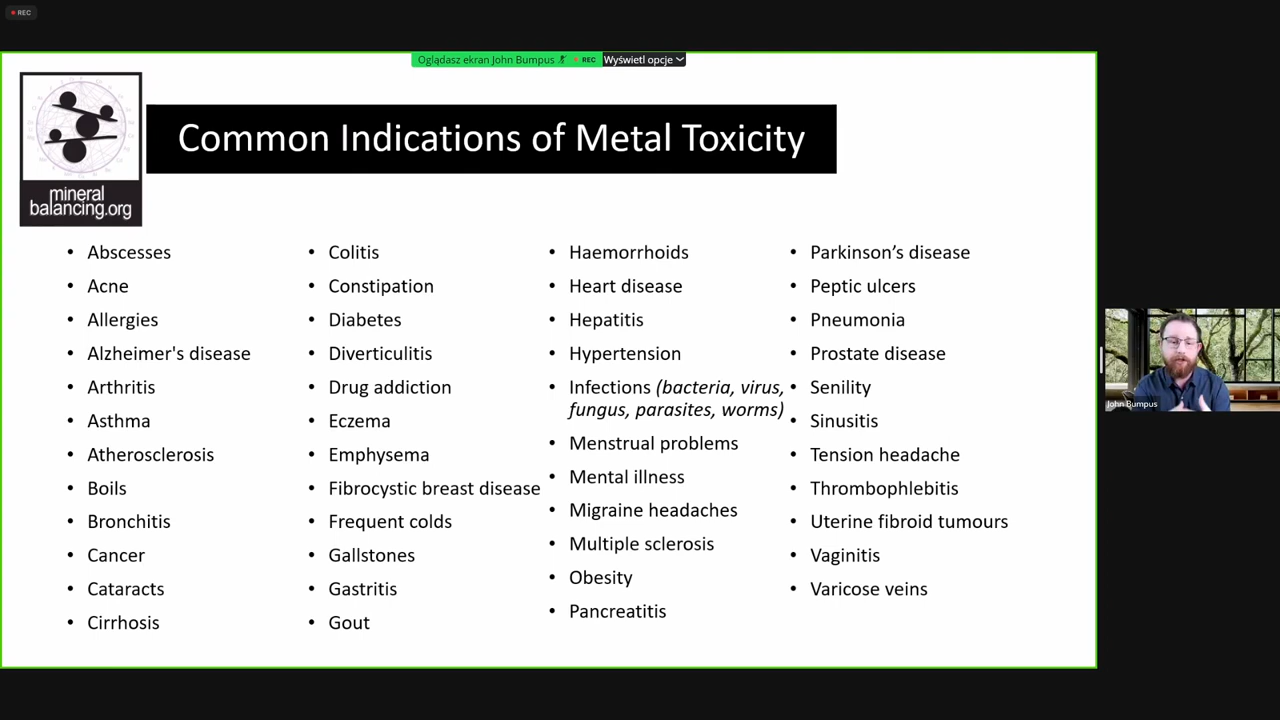 REC
Oglądasz ekran John Bumpus
REC
Wyświetl opcje
mineral
balancing.org
Common Indications of Metal Toxicity
• Abscesses
• Acne
• Allergies
• Alzheimer's disease
• Arthritis
• Asthma
• Atherosclerosis
• Boils
• Bronchitis
• Cancer
• Cataracts
• Cirrhosis
• Colitis
• Constipation
• Diabetes
• Diverticulitis
• Drug addiction
• Eczema
• Emphysema
• Fibrocystic breast disease
• Frequent colds
• Gallstones
• Gastritis
• Gout
• Haemorrhoids
• Heart disease
• Hepatitis
• Hypertension
• Infections (bacteria, virus,
fungus, parasites, worms)
• Menstrual problems
• Mental illness
• Migraine headaches
• Multiple sclerosis
• Obesity
• Pancreatitis
• Parkinson’s disease
• Peptic ulcers
• Pneumonia
• Prostate disease
• Senility
• Sinusitis
• Tension headache
• Thrombophlebitis
• Uterine fibroid tumours
• Vaginitis
• Varicose veins
John Bumpus